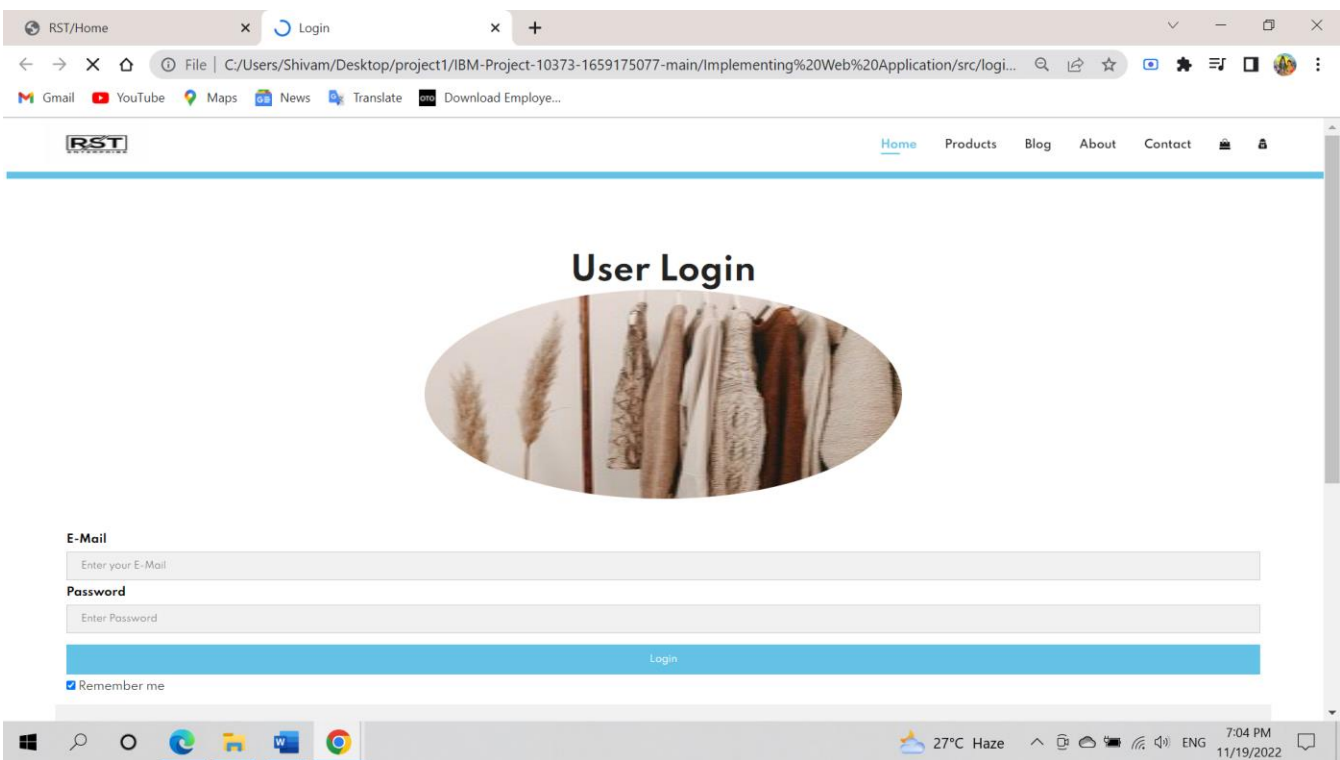 RST/Home
Login
File | C:/Users/Shivam/Desktop/project1/IBM-Project-10373-1659175077-main/Implementing%20Web%20Application/src/logi...
Gmail YouTube Maps News Translate Download Employe...
RST
ENTERPRISE
Home Products Blog About Contact
User Login
E-Mail
Enter your E-Mail
Password
Enter Password
Login
Remember me
27°C Haze ENG 7:04 PM
11/19/2022